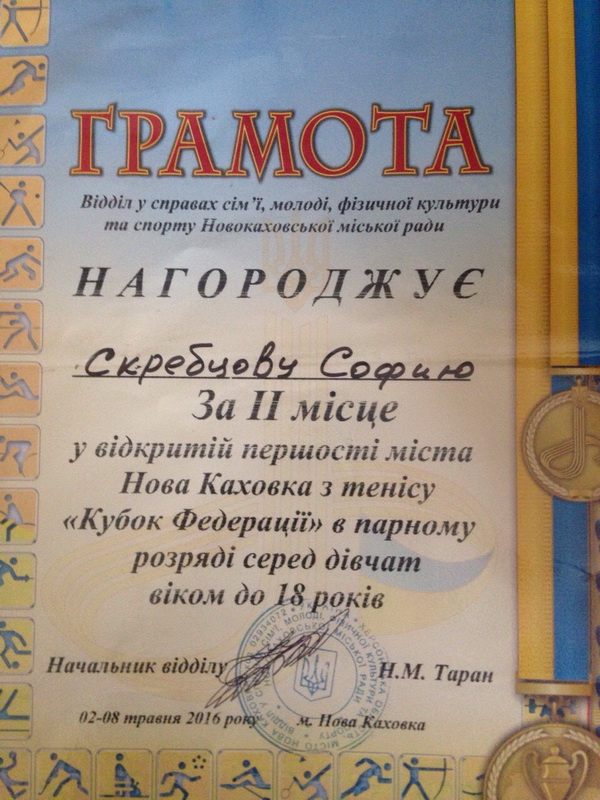 ГРАМОТА
Відділ у справах сім'ї, молоді, фізичної культури
та спорту Новокаховської міської ради
НАГОРОДЖУЄ
Скребцову Софию
За II місце
у відкритій першості міста
Нова Каховка з тенісу
«Кубок Федерації» в парному
розряді серед дівчат
віком до 18 років
Начальник відділу Н.М. Таран
02-08 травня 2016 року м. Нова Каховка